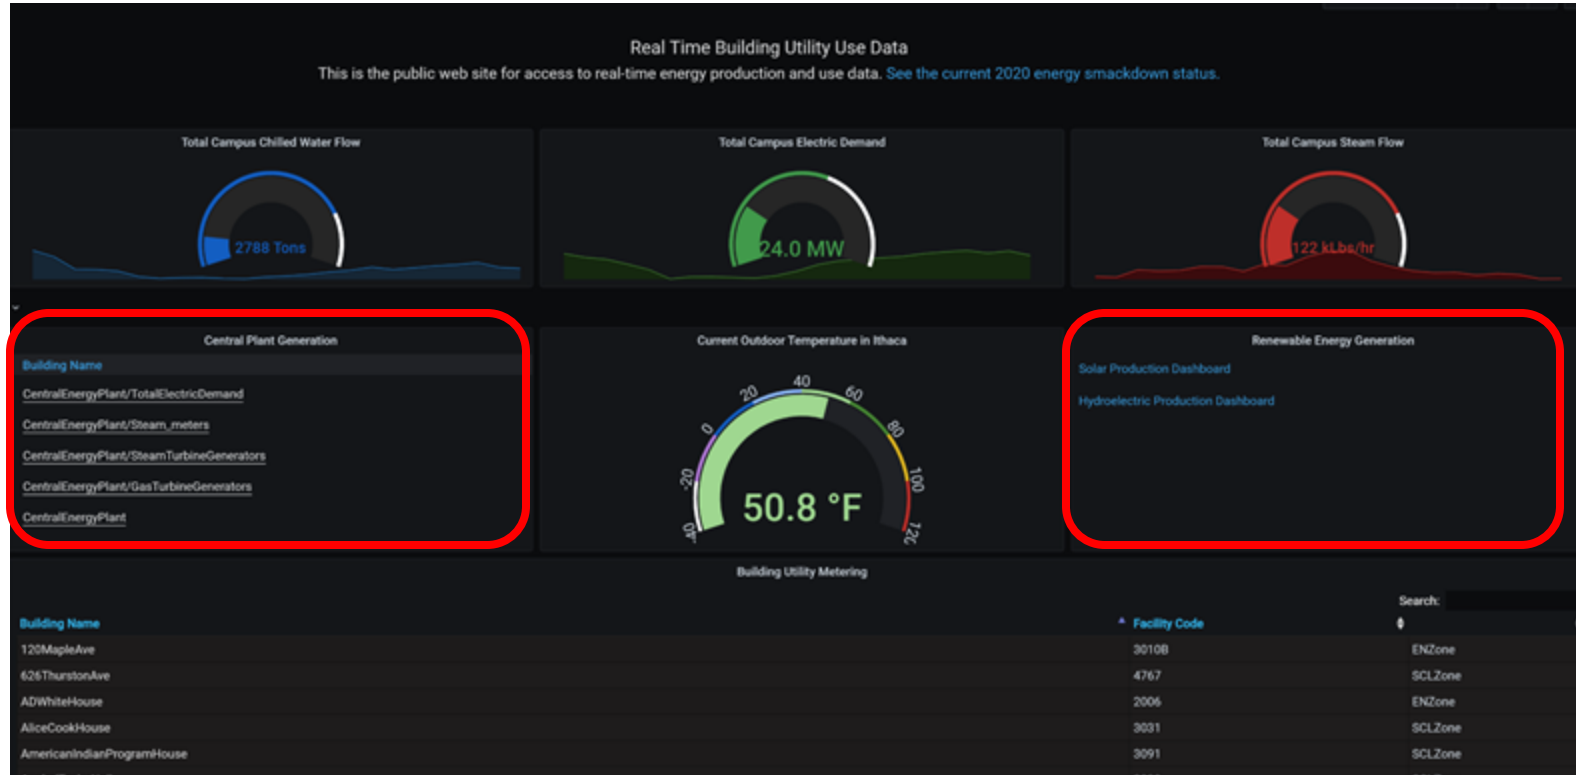 Real Time Building Utility Use Data
This is the public web site for access to real-time energy production and use data. See the current 2020 energy smackdown status.
Total Campus Chilled Water Flow
Total Campus Electric Demand
Total Campus Steam Flow
2788 Tons
24.0 MW
122 kLbs/hr
Central Plant Generation
Building Name
CentralEnergyPlant/TotalElectricDemand
CentralEnergyPlant/Steam_meters
CentralEnergyPlant/SteamTurbineGenerators
CentralEnergyPlant/GasTurbineGenerators
CentralEnergyPlant
Current Outdoor Temperature in Ithaca
-40
-20
0
20
40
60
80
100
120
50.8 °F
Renewable Energy Generation
Solar Production Dashboard
Hydroelectric Production Dashboard
Building Utility Metering
Search:
Building Name Facility Code
120MapleAve 3010B ENZone
626ThurstonAve 4767 SCLZone
ADWhiteHouse 2006 ENZone
AliceCookHouse 3031 SCLZone
AmericanIndianProgramHouse 3091 SCLZone